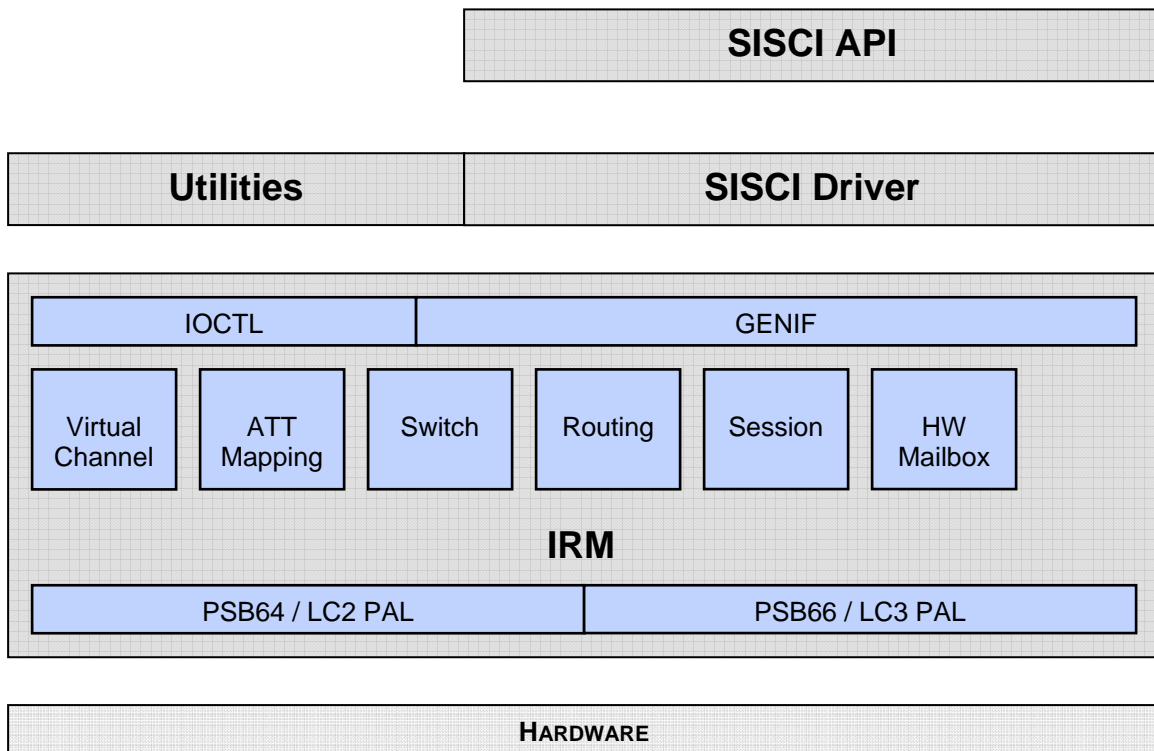 SISCI API
Utilities
SISCI Driver
IOCTL
GENIF
Virtual
Channel
ATT
Mapping
Switch
Routing
Session
HW
Mailbox
IRM
PSB64 / LC2 PAL
PSB66 / LC3 PAL
HARDWARE